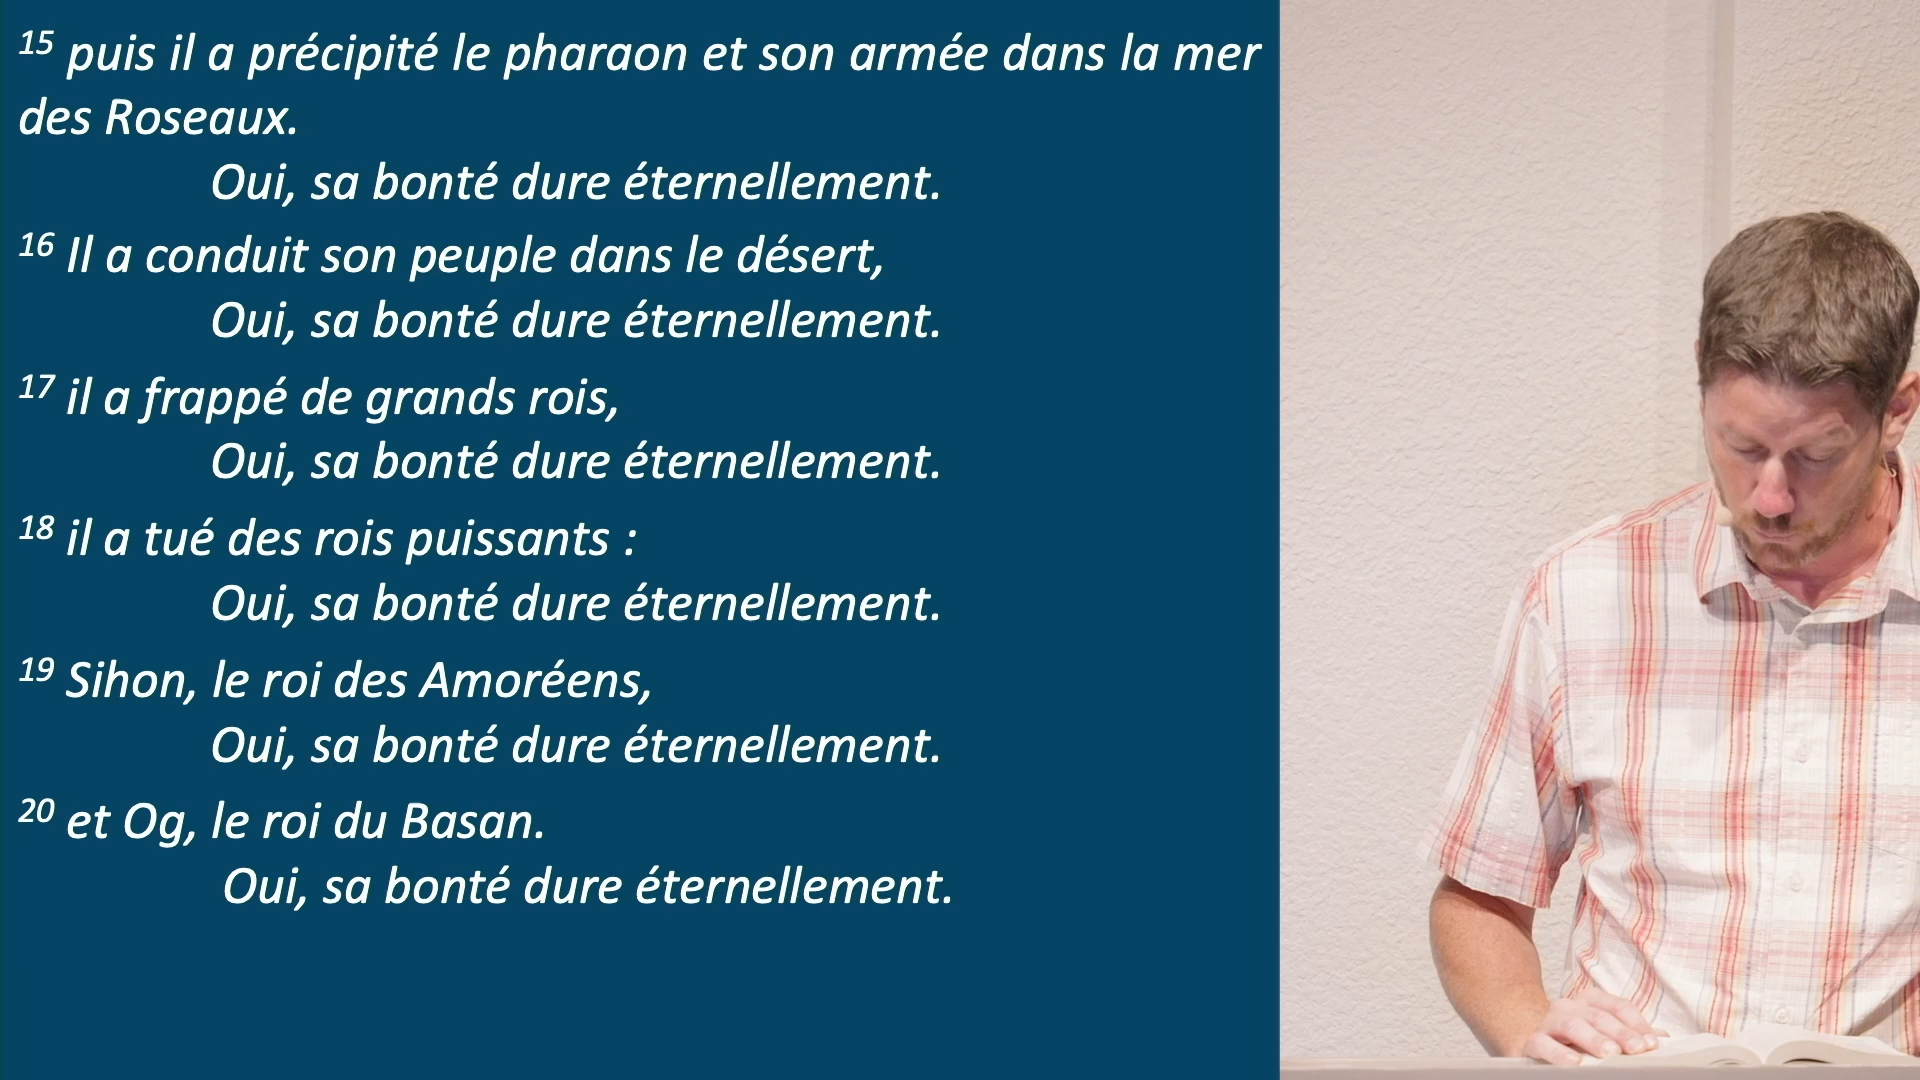 15 puis il a précipité le pharaon et son armée dans la mer
des Roseaux.
Oui, sa bonté dure éternellement.
16 Il a conduit son peuple dans le désert,
Oui, sa bonté dure éternellement.
17 il a frappé de grands rois,
Oui, sa bonté dure éternellement.
18 il a tué des rois puissants :
Oui, sa bonté dure éternellement.
19 Sihon, le roi des Amoréens,
Oui, sa bonté dure éternellement.
20 et Og, le roi du Basan.
Oui, sa bonté dure éternellement.